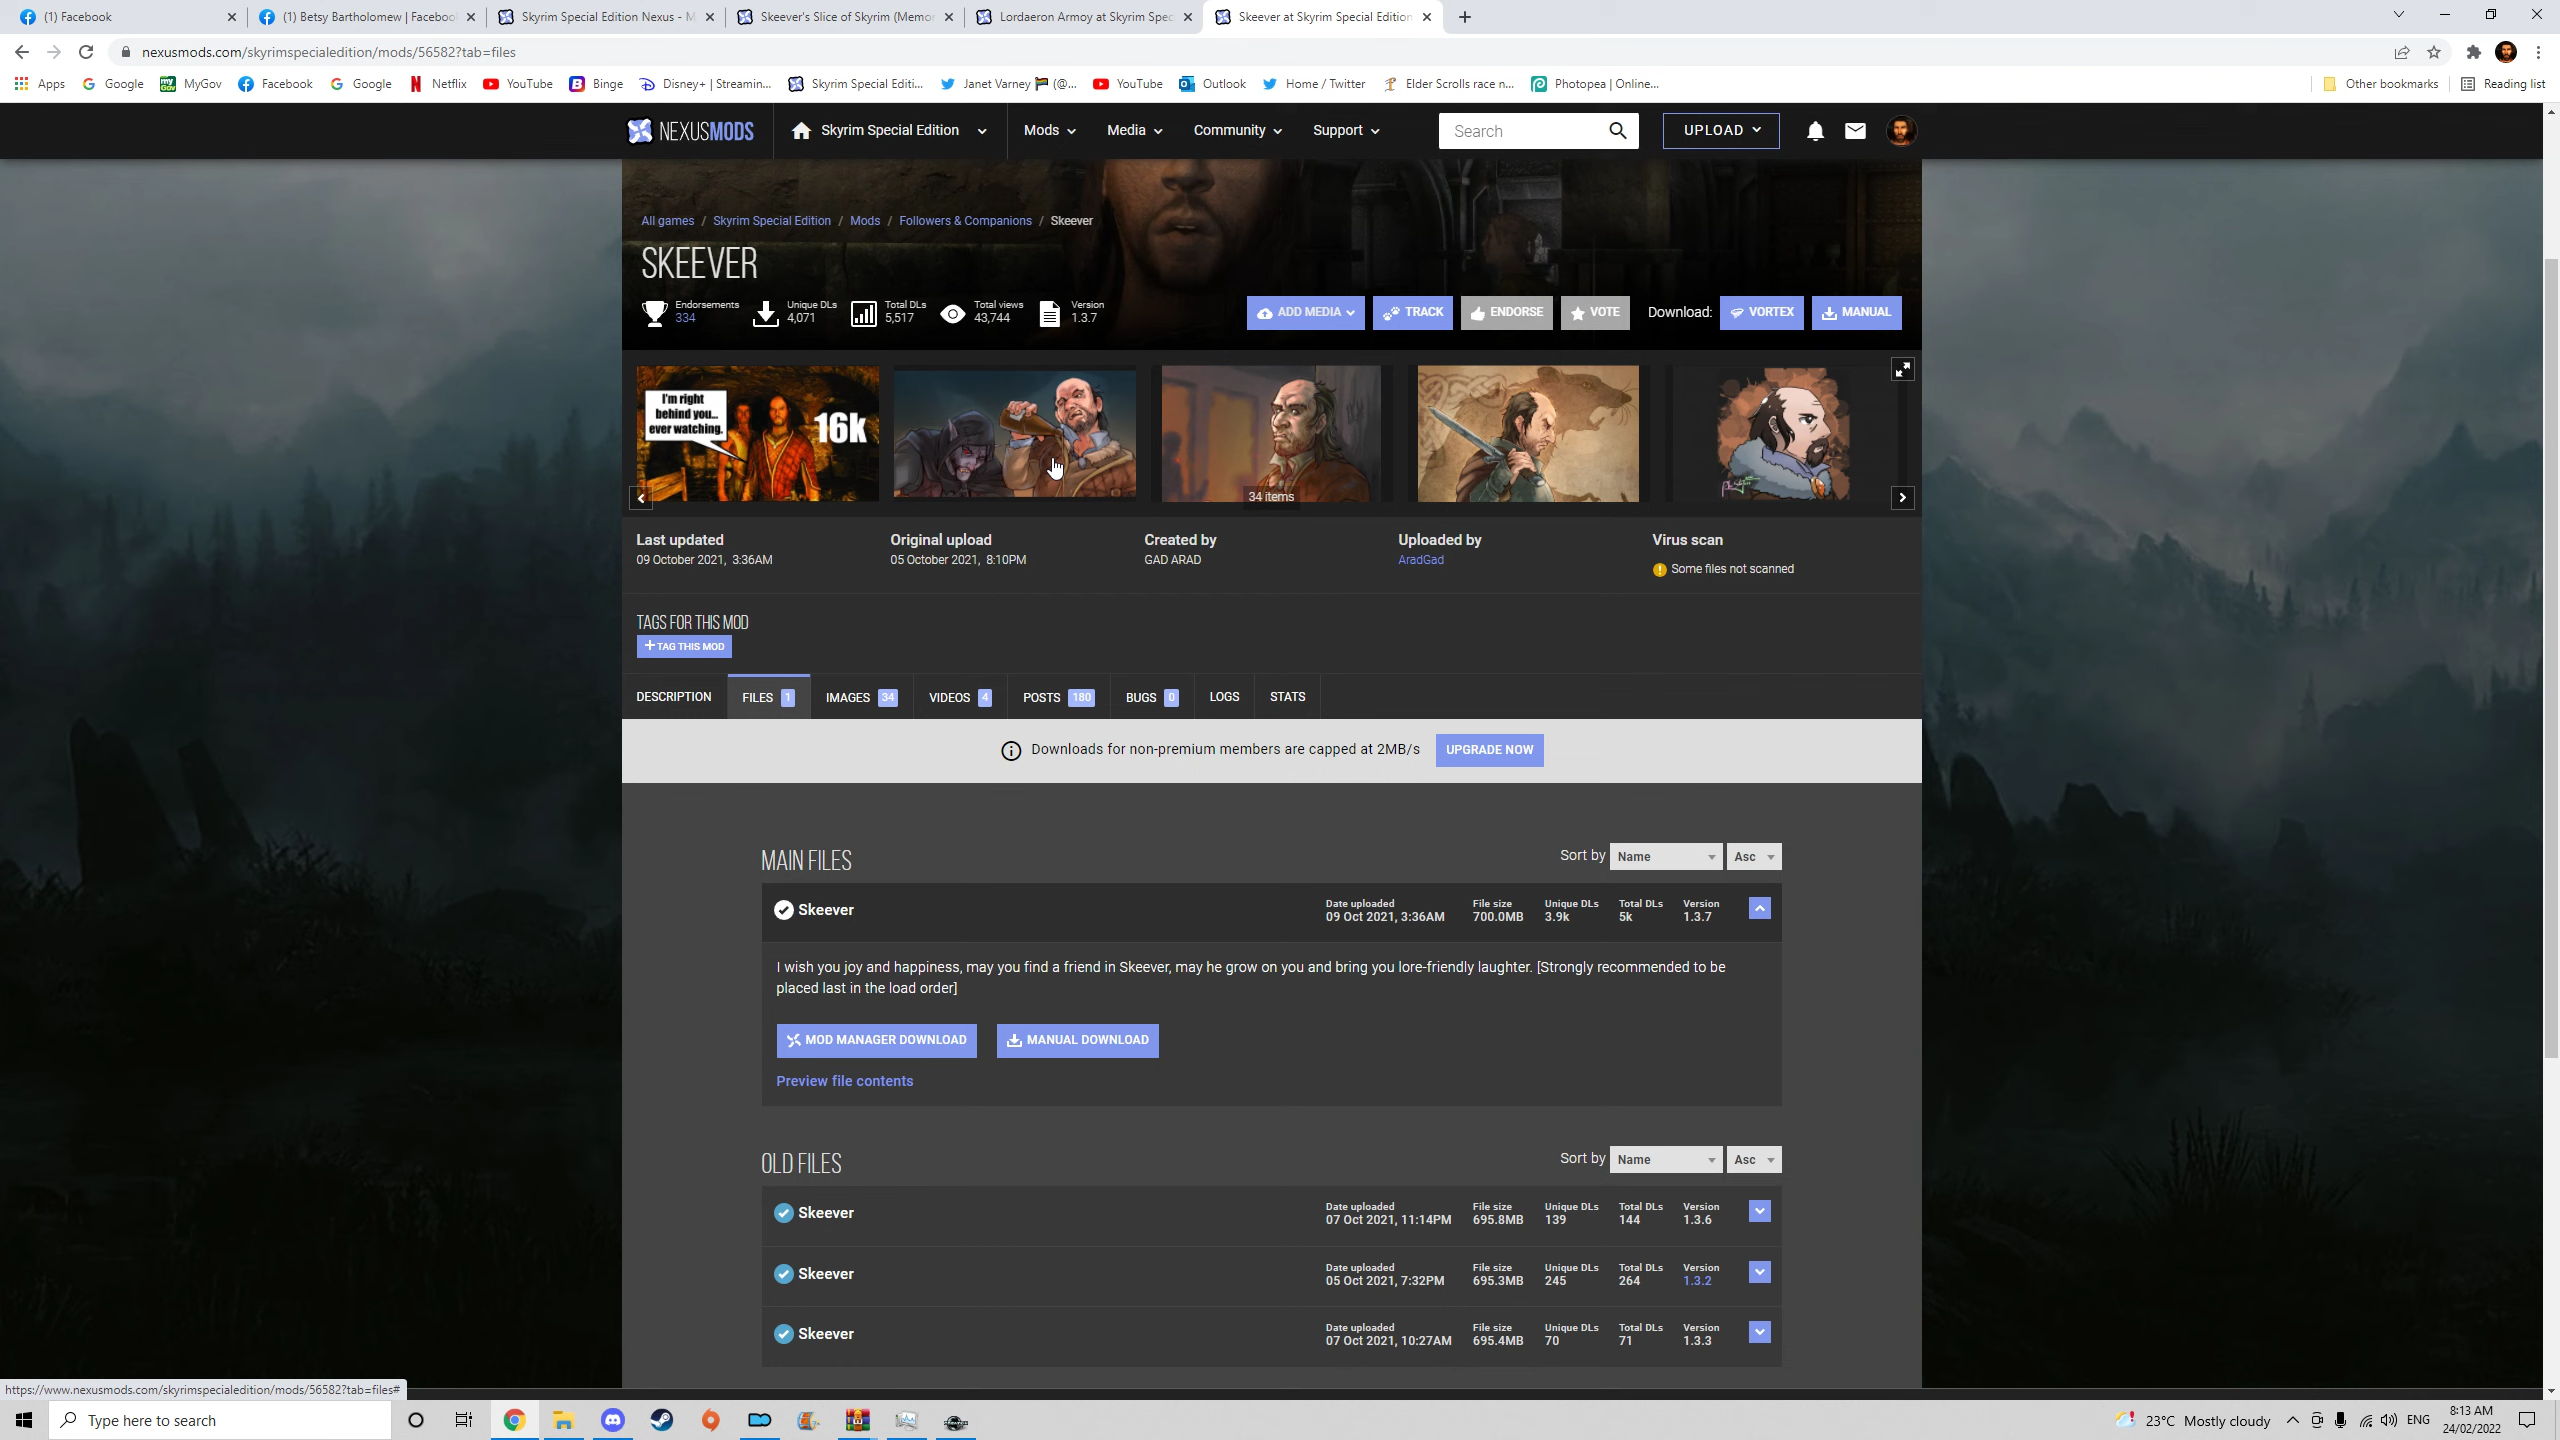 (1) Facebook
(1) Betsy Bartholomew | Faceboo
Skyrim Special Edition Nexus - M
Skeever's Slice of Skyrim (Memor
Lordaeron Armoy at Skyrim Spec
Skeever at Skyrim Special Edition
nexusmods.com/skyrimspecialedition/mods/56582?tab=files
Apps
Google
MyGov
Facebook
Google
Netflix
YouTube
Binge
Disney+ | Streamin...
Skyrim Special Editi...
Janet Varney 🏴 (@...
YouTube
Outlook
Home / Twitter
Elder Scrolls race n...
Photopea | Online...
Other bookmarks
Reading list
NEXUSMODS
Skyrim Special Edition
Mods
Media
Community
Support
Search
UPLOAD
All games / Skyrim Special Edition / Mods / Followers & Companions / Skeever
SKEEVER
Endorsements
334
Unique DLs
4,071
Total DLs
5,517
Total views
43,744
Version
1.3.7
ADD MEDIA
TRACK
ENDORSE
VOTE
Download:
VORTEX
MANUAL
I'm right
behind you...
ever watching.
16k
34 items
Last updated
09 October 2021, 3:36AM
Original upload
05 October 2021, 8:10PM
Created by
GAD ARAD
Uploaded by
AradGad
Virus scan
Some files not scanned
TAGS FOR THIS MOD
+ TAG THIS MOD
DESCRIPTION
FILES 1
IMAGES 34
VIDEOS 4
POSTS 180
BUGS 0
LOGS
STATS
Downloads for non-premium members are capped at 2MB/s
UPGRADE NOW
MAIN FILES
Sort by Name Asc
Skeever
Date uploaded
09 Oct 2021, 3:36AM
File size
700.0MB
Unique DLs
3.9k
Total DLs
5k
Version
1.3.7
I wish you joy and happiness, may you find a friend in Skeever, may he grow on you and bring you lore-friendly laughter. [Strongly recommended to be
placed last in the load order]
MOD MANAGER DOWNLOAD
MANUAL DOWNLOAD
Preview file contents
OLD FILES
Sort by Name Asc
Skeever
Date uploaded
07 Oct 2021, 11:14PM
File size
695.8MB
Unique DLs
139
Total DLs
144
Version
1.3.6
Skeever
Date uploaded
05 Oct 2021, 7:32PM
File size
695.3MB
Unique DLs
245
Total DLs
264
Version
1.3.2
Skeever
Date uploaded
07 Oct 2021, 10:27AM
File size
695.4MB
Unique DLs
70
Total DLs
71
Version
1.3.3
https://www.nexusmods.com/skyrimspecialedition/mods/56582?tab=files#
Type here to search
23°C Mostly cloudy
ENG
8:13 AM
24/02/2022